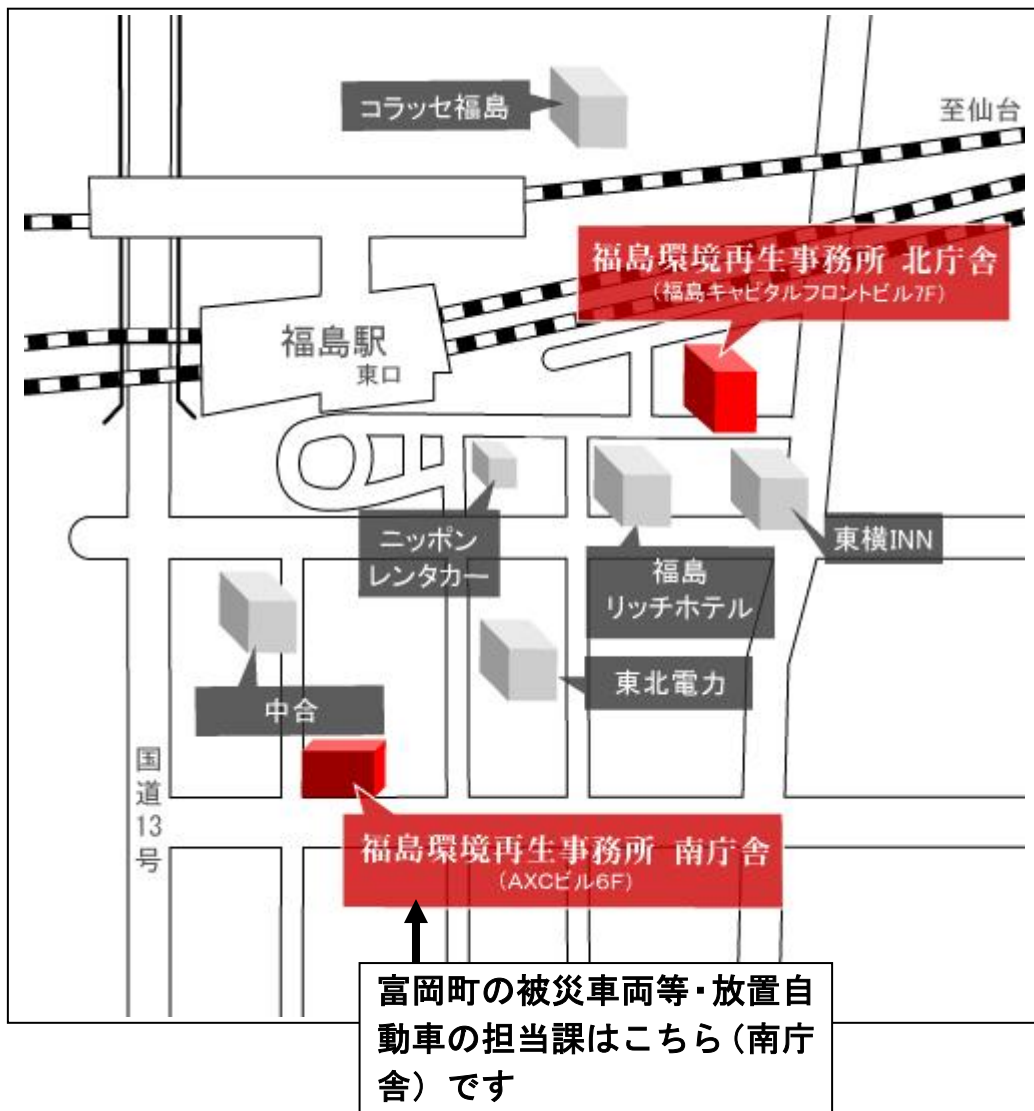 コラッセ福島
至仙台
福島環境再生事務所 北庁舎
(福島キャピタルフロントビル7F)
福島駅
東口
ニッポン
レンタカー
福島
リッチホテル
東横INN
中合
東北電力
国道13号
福島環境再生事務所 南庁舎
(AXCビル6F)
富岡町の被災車両等・放置自
動車の担当課はこちら(南庁
舎)です